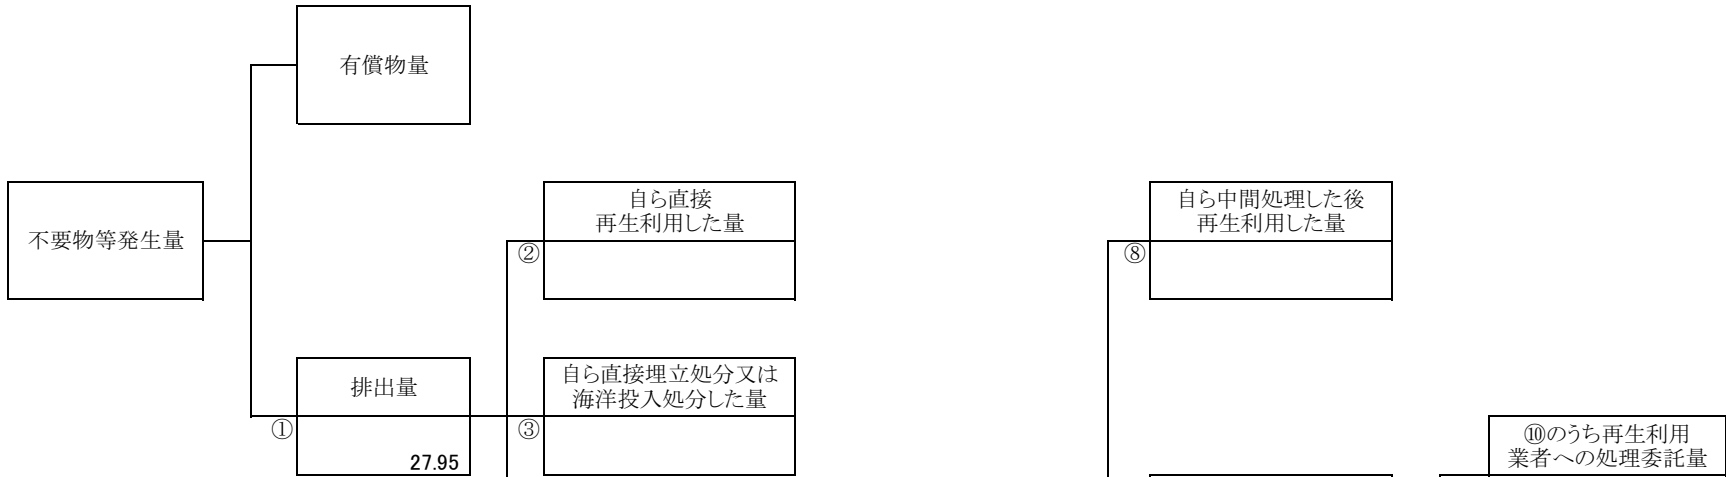 有償物量
不要物等発生量
自ら直接
再生利用した量
②
自ら中間処理した後
再生利用した量
⑧
排出量
①
27.95
自ら直接埋立処分又は
海洋投入処分した量
③
⑩のうち再生利用
業者への処理委託量